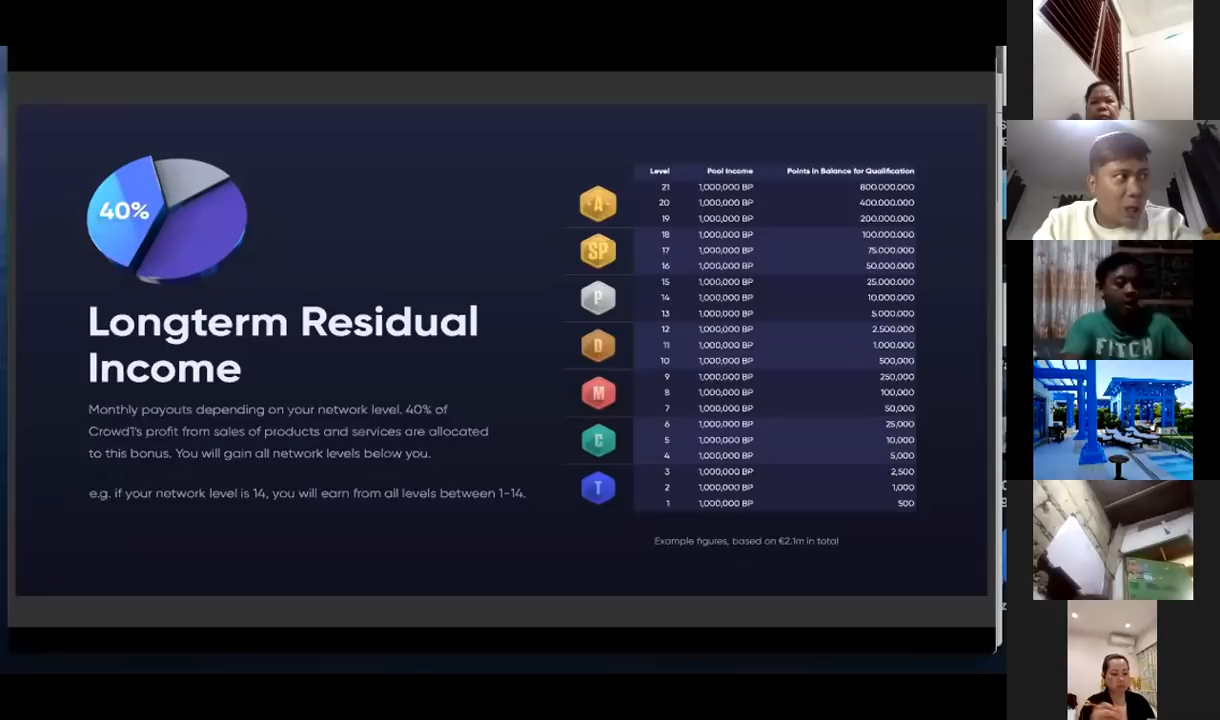 40%
Longterm Residual
Income
Monthly payouts depending on your network level. 40% of
Crowd1's profit from sales of products and services are allocated
to this bonus. You will gain all network levels below you.
e.g. if your network level is 14, you will earn from all levels between 1-14.
A
SP
P
D
M
C
T
Level Pool Income Points In Balance for Qualification
21 1,000,000 BP 800.000.000
20 1,000,000 BP 400.000.000
19 1,000,000 BP 200.000.000
18 1,000,000 BP 100.000.000
17 1,000,000 BP 75.000.000
16 1,000,000 BP 50.000.000
15 1,000,000 BP 25.000.000
14 1,000,000 BP 10.000.000
13 1,000,000 BP 5.000.000
12 1,000,000 BP 2.500.000
11 1,000,000 BP 1.000.000
10 1,000,000 BP 500,000
9 1,000,000 BP 250,000
8 1,000,000 BP 100,000
7 1,000,000 BP 50,000
6 1,000,000 BP 25,000
5 1,000,000 BP 10,000
4 1,000,000 BP 5,000
3 1,000,000 BP 2,500
2 1,000,000 BP 1,000
1 1,000,000 BP 500
Example figures, based on €2.1m in total
FITCH